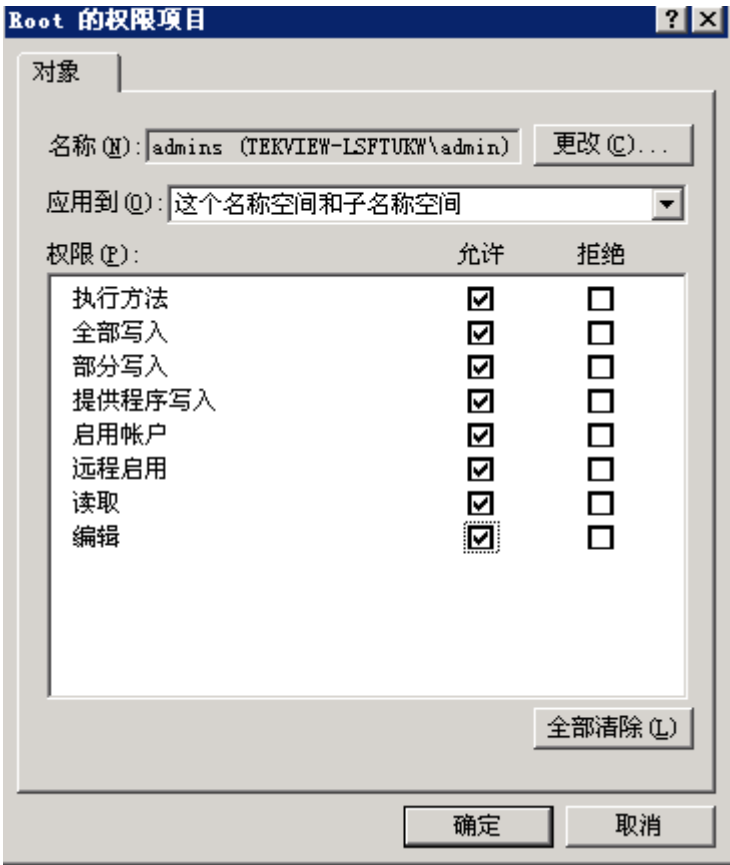 Root 的权限项目
对象
名称(N): admins (TEKVIEW-LSFTUKW\admin) 更改(C)...
应用到(O): 这个名称空间和子名称空间
权限(P): 允许 拒绝
执行方法
全部写入
部分写入
提供程序写入
启用帐户
远程启用
读取
编辑
全部清除(L)
确定 取消